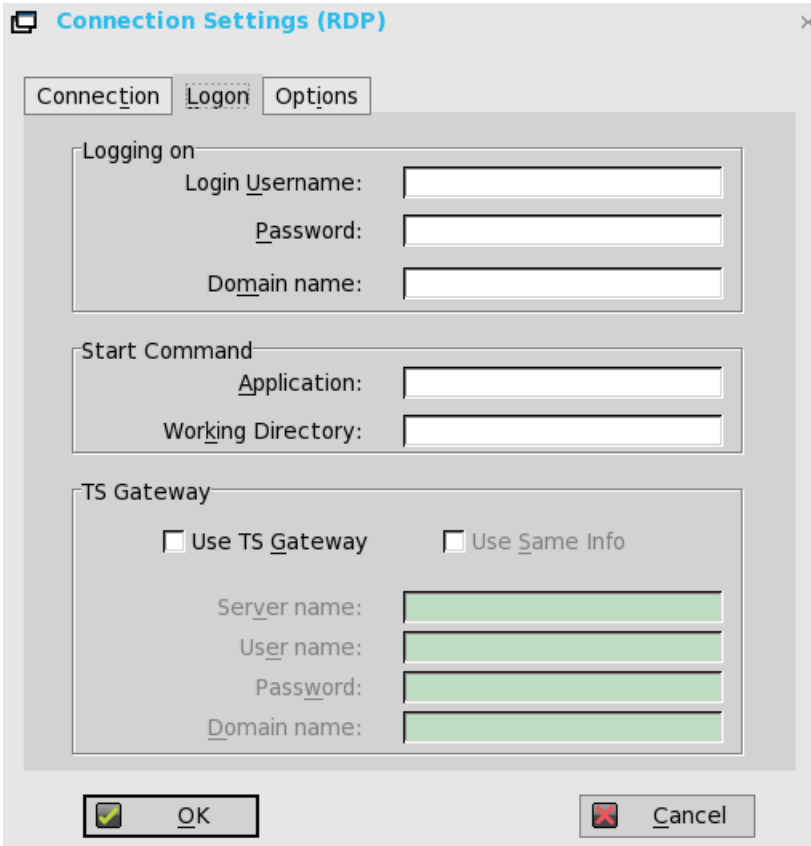 Connection Settings (RDP)
Connection Logon Options
Logging on
Login Username:
Password:
Domain name:
Start Command
Application:
Working Directory:
TS Gateway
Use TS Gateway Use Same Info
Server name:
User name:
Password:
Domain name:
OK Cancel